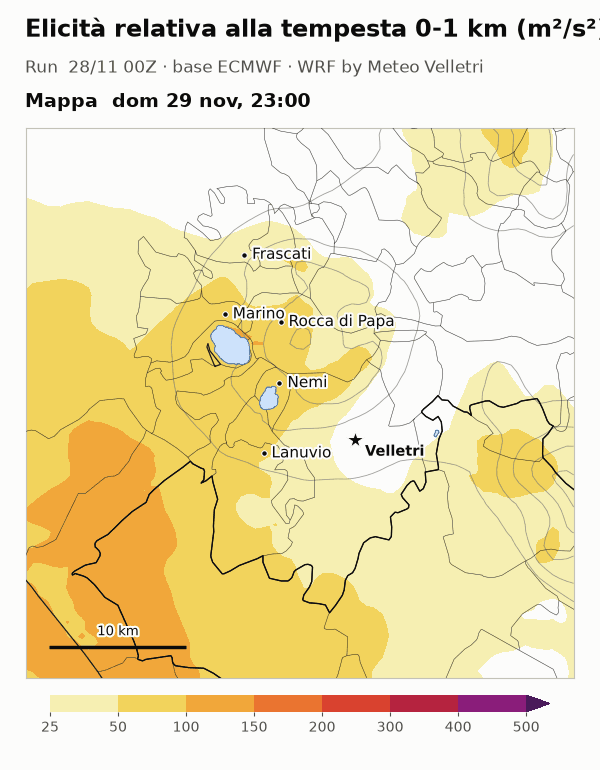 Elicità relativa alla tempesta 0-1 km (m²/s²)
Run  28/11 00Z · base ECMWF · WRF by Meteo Velletri
Mappa  dom 29 nov, 23:00
Frascati
Marino
Rocca di Papa
Nemi
Velletri
Lanuvio
10 km
25 50 100 150 200 300 400 500